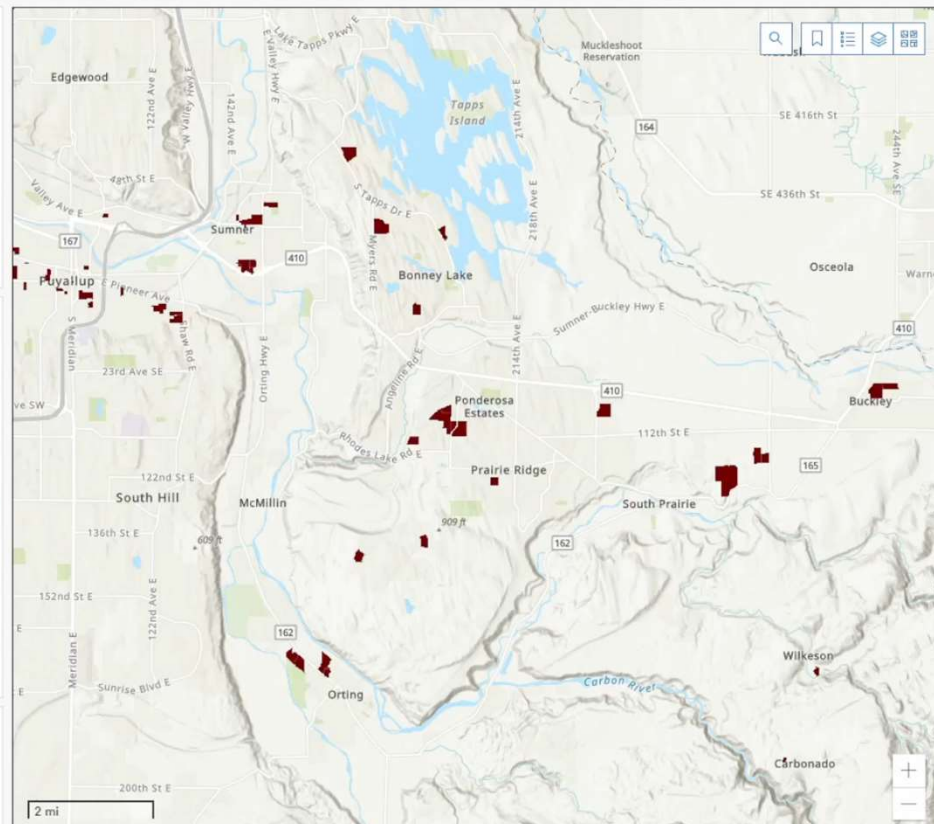 Lake Tapps Pkwy E
E Valley Hwy E
Muckleshoot
Reservation
Edgewood
122nd Ave E
W Valley Hwy E
142nd Ave E
Tapps
Island
214th Ave E
164
SE 416th St
244th Ave SE
48th St E
Valley Ave E
S Tapps Dr E
218th Ave E
SE 436th St
Sumner
167
410
Myers Rd E
Bonney Lake
Osceola
Puyallup
E Pioneer Ave
Sumner-Buckley Hwy E
410
S Meridian
Shaw Rd E
Orting Hwy E
214th Ave E
23rd Ave SE
Angeline Rd E
410
ve SW
Ponderosa
Estates
Buckley
Rhodes Lake Rd E
112th St E
165
Prairie Ridge
122nd St E
South Hill
McMillin
South Prairie
136th St E
609 ft
909 ft
162
152nd St E
122nd Ave E
E
162
Meridian E
Wilkeson
Sunrise Blvd E
E
Orting
Carbon River
Carbonado
200th St E
2 mi
+
−